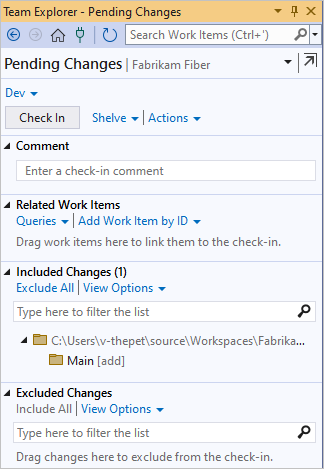 Team Explorer - Pending Changes
Search Work Items (Ctrl+')
Pending Changes | Fabrikam Fiber
Dev
Check In Shelve | Actions
Comment
Enter a check-in comment
Related Work Items
Queries | Add Work Item by ID |
Drag work items here to link them to the check-in.
Included Changes (1)
Exclude All | View Options
Type here to filter the list
C:\Users\v-thepet\source\Workspaces\Fabrika...
Main [add]
Excluded Changes
Include All | View Options
Type here to filter the list
Drag changes here to exclude from the check-in.